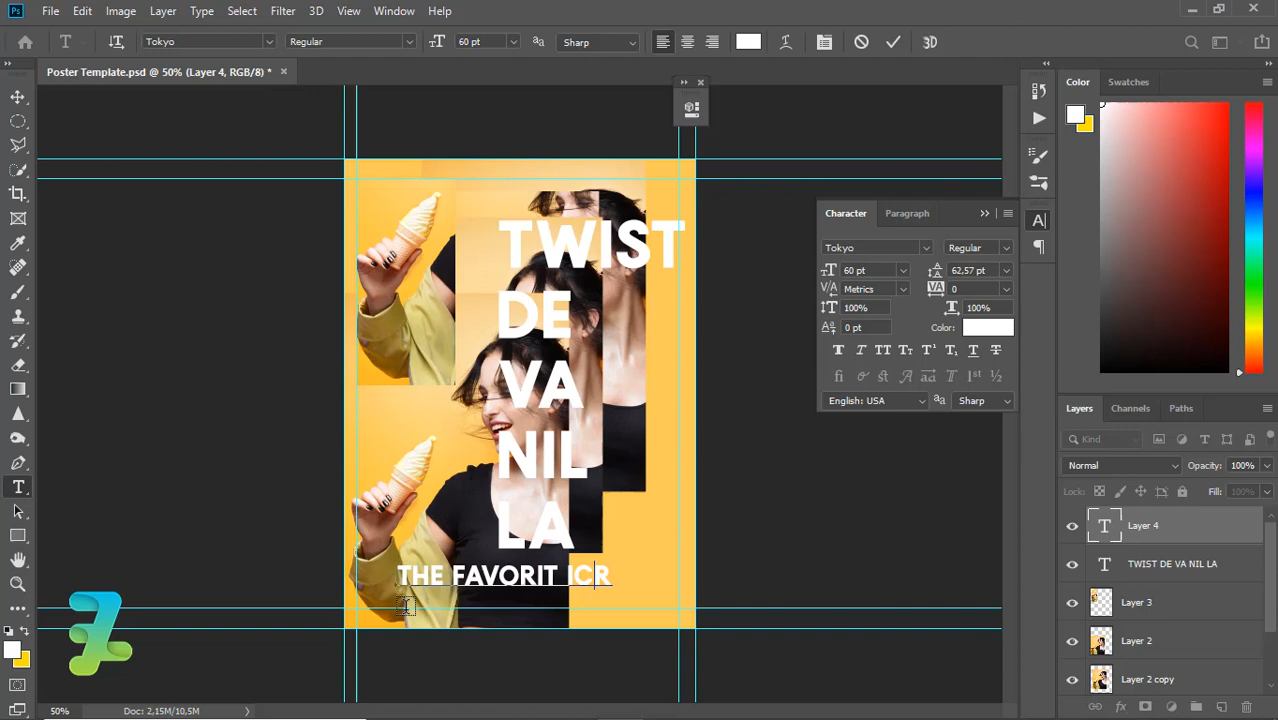 Ps File Edit Image Layer Type Select Filter 3D View Window Help
T Tokyo Regular 60 pt Sharp 3D
Poster Template.psd @ 50% (Layer 4, RGB/8) *
Color Swatches
TWIST
DE
VA
NIL
LA
THE FAVORIT ICR
Character Paragraph
Tokyo Regular
60 pt 62,57 pt
Metrics 0
100% 100%
0 pt Color:
English: USA Sharp
Layers Channels Paths
Kind
Normal Opacity: 100%
Lock: Fill: 100%
Layer 4
TWIST DE VA NIL LA
Layer 3
Layer 2
Layer 2 copy
50% Doc: 2,15M/10,5M